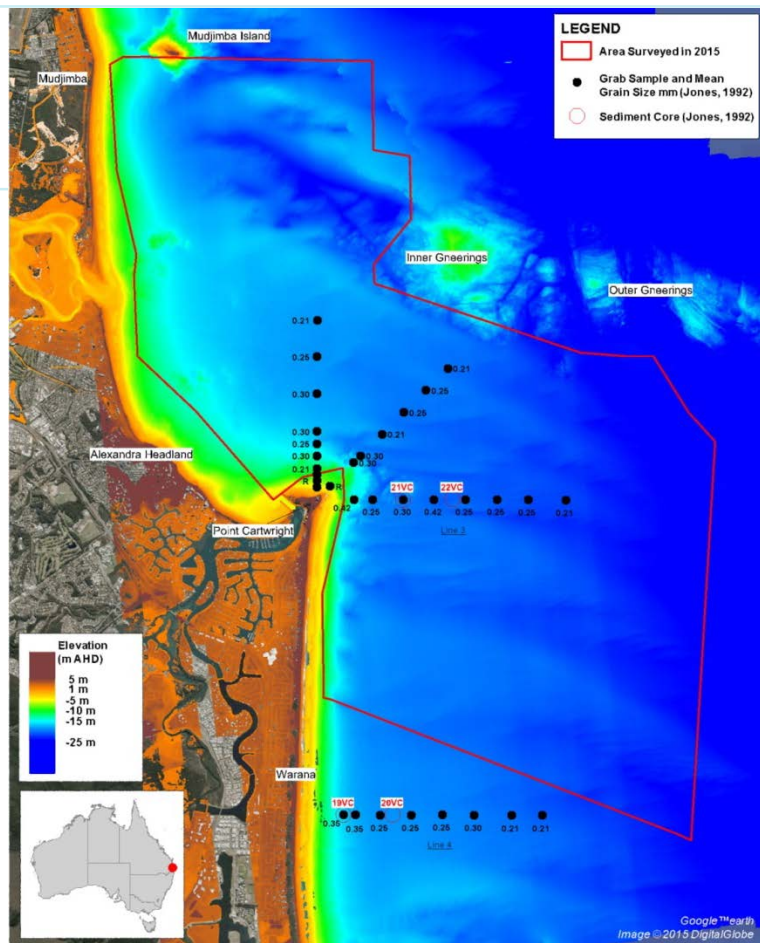 Mudjimba Island
Mudjimba
LEGEND
Area Surveyed in 2015
Grab Sample and Mean
Grain Size mm (Jones, 1992)
Sediment Core (Jones, 1992)
Inner Gneerings
Outer Gneerings
0.21
0.25
0.30
0.30
0.25
0.30
0.21
R
0.21
0.25
0.25
0.21
0.30
0.30
R
Alexandra Headland
Point Cartwright
21VC
22VC
0.42
0.25
0.30
0.42
0.25
0.25
0.25
0.21
Line 3
Elevation
(m AHD)
5 m
1 m
-5 m
-10 m
-15 m
-25 m
Warana
19VC
20VC
0.35
0.35
0.25
0.25
0.25
0.30
0.21
0.21
Line 4
Google™earth
Image © 2015 DigitalGlobe